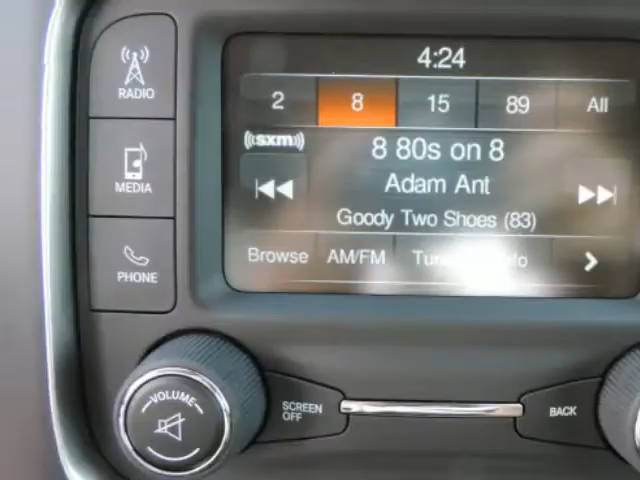 RADIO
MEDIA
PHONE
4:24
2 8 15 89 All
((sxm))
8 80s on 8
Adam Ant
Goody Two Shoes (83)
Browse AM/FM
VOLUME
SCREEN OFF
BACK